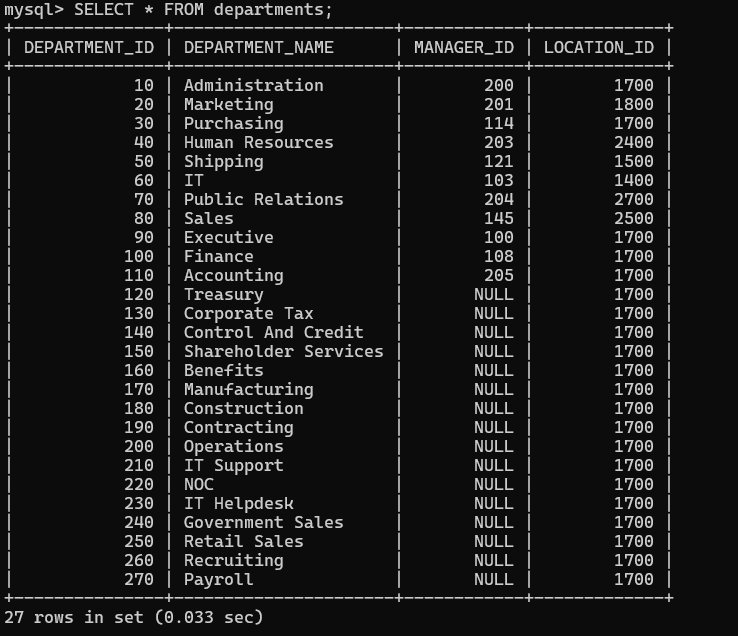 mysql> SELECT * FROM departments;
+---------------+----------------------+------------+-------------+
| DEPARTMENT_ID | DEPARTMENT_NAME      | MANAGER_ID | LOCATION_ID |
+---------------+----------------------+------------+-------------+
|            10 | Administration       |        200 |        1700 |
|            20 | Marketing            |        201 |        1800 |
|            30 | Purchasing           |        114 |        1700 |
|            40 | Human Resources      |        203 |        2400 |
|            50 | Shipping             |        121 |        1500 |
|            60 | IT                   |        103 |        1400 |
|            70 | Public Relations     |        204 |        2700 |
|            80 | Sales                |        145 |        2500 |
|            90 | Executive            |        100 |        1700 |
|           100 | Finance              |        108 |        1700 |
|           110 | Accounting           |        205 |        1700 |
|           120 | Treasury             |       NULL |        1700 |
|           130 | Corporate Tax        |       NULL |        1700 |
|           140 | Control And Credit   |       NULL |        1700 |
|           150 | Shareholder Services |       NULL |        1700 |
|           160 | Benefits             |       NULL |        1700 |
|           170 | Manufacturing        |       NULL |        1700 |
|           180 | Construction         |       NULL |        1700 |
|           190 | Contracting          |       NULL |        1700 |
|           200 | Operations           |       NULL |        1700 |
|           210 | IT Support           |       NULL |        1700 |
|           220 | NOC                  |       NULL |        1700 |
|           230 | IT Helpdesk          |       NULL |        1700 |
|           240 | Government Sales     |       NULL |        1700 |
|           250 | Retail Sales         |       NULL |        1700 |
|           260 | Recruiting           |       NULL |        1700 |
|           270 | Payroll              |       NULL |        1700 |
+---------------+----------------------+------------+-------------+
27 rows in set (0.033 sec)